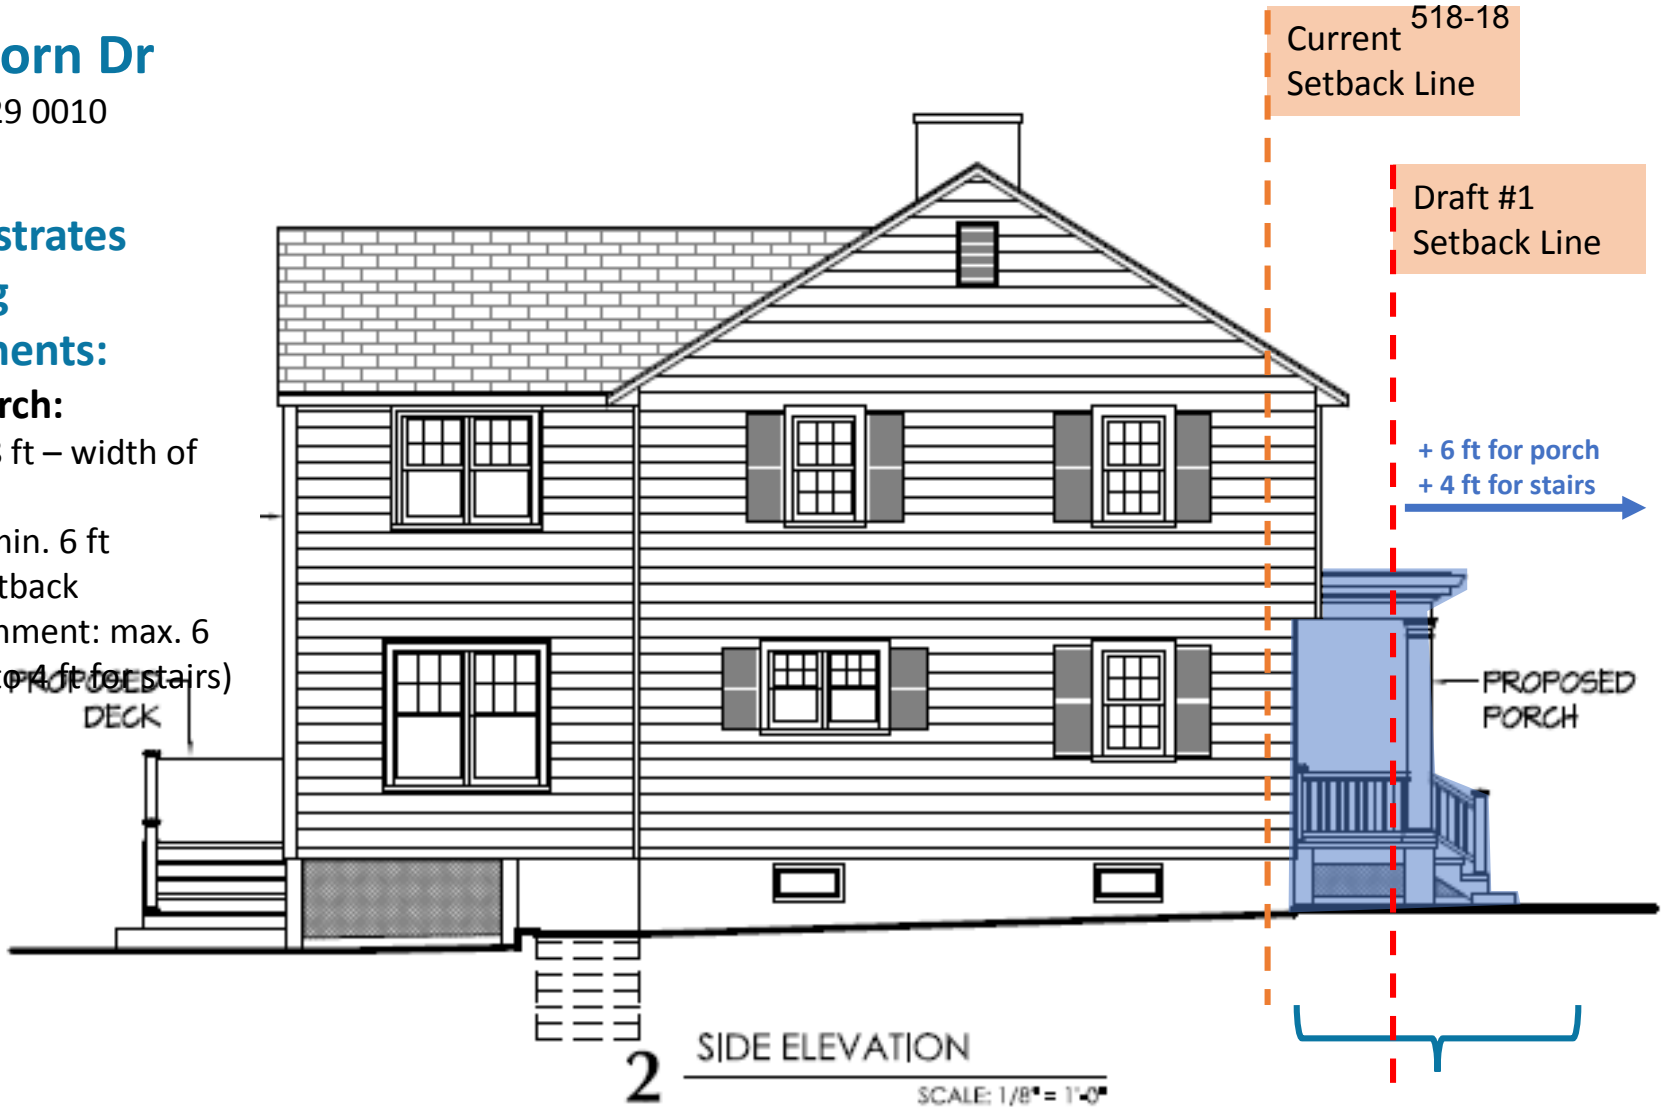 518-18
orn Dr
29 0010
strates
g
nents:
rch:
ft – width of
nin. 6 ft
tback
nment: max. 6
to 4 ft for stairs)
PROPOSED
DECK
Current
Setback Line
Draft #1
Setback Line
+ 6 ft for porch
+ 4 ft for stairs
PROPOSED
PORCH
2 SIDE ELEVATION
SCALE: 1/8" = 1'-0"